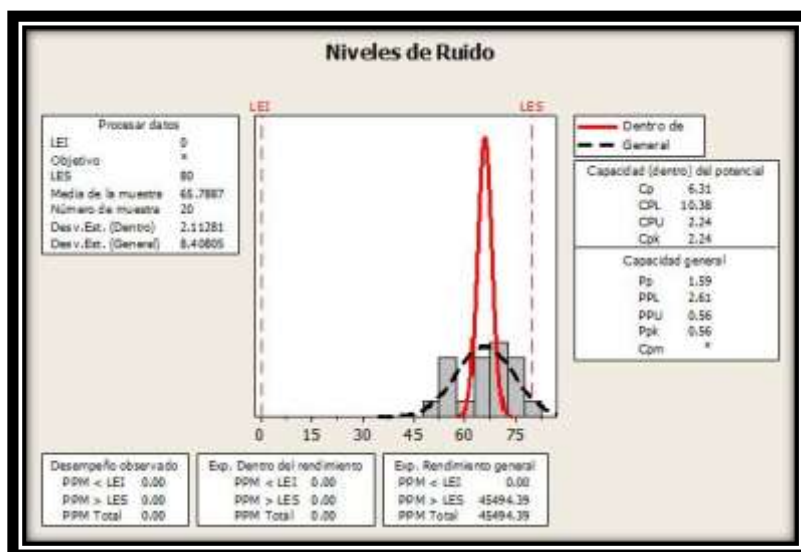 Niveles de Ruido
LEI
LES
Procesar datos
LEI 0
Objetivo *
LES 80
Media de la muestra 65.7887
Número de muestra 20
Desv.Est. (Dentro) 2.11281
Desv.Est. (General) 8.40805
Dentro de
General
Capacidad (dentro) del potencial
Cp 6.31
CPL 10.38
CPU 2.24
Cpk 2.24
Capacidad general
Pp 1.59
PPL 2.61
PPU 0.56
Ppk 0.56
Cpm *
0 15 30 45 60 75
Desempeño observado
PPM < LEI 0.00
PPM > LES 0.00
PPM Total 0.00
Exp. Dentro del rendimiento
PPM < LEI 0.00
PPM > LES 0.00
PPM Total 0.00
Exp. Rendimiento general
PPM < LEI 0.00
PPM > LES 45494.39
PPM Total 45494.39